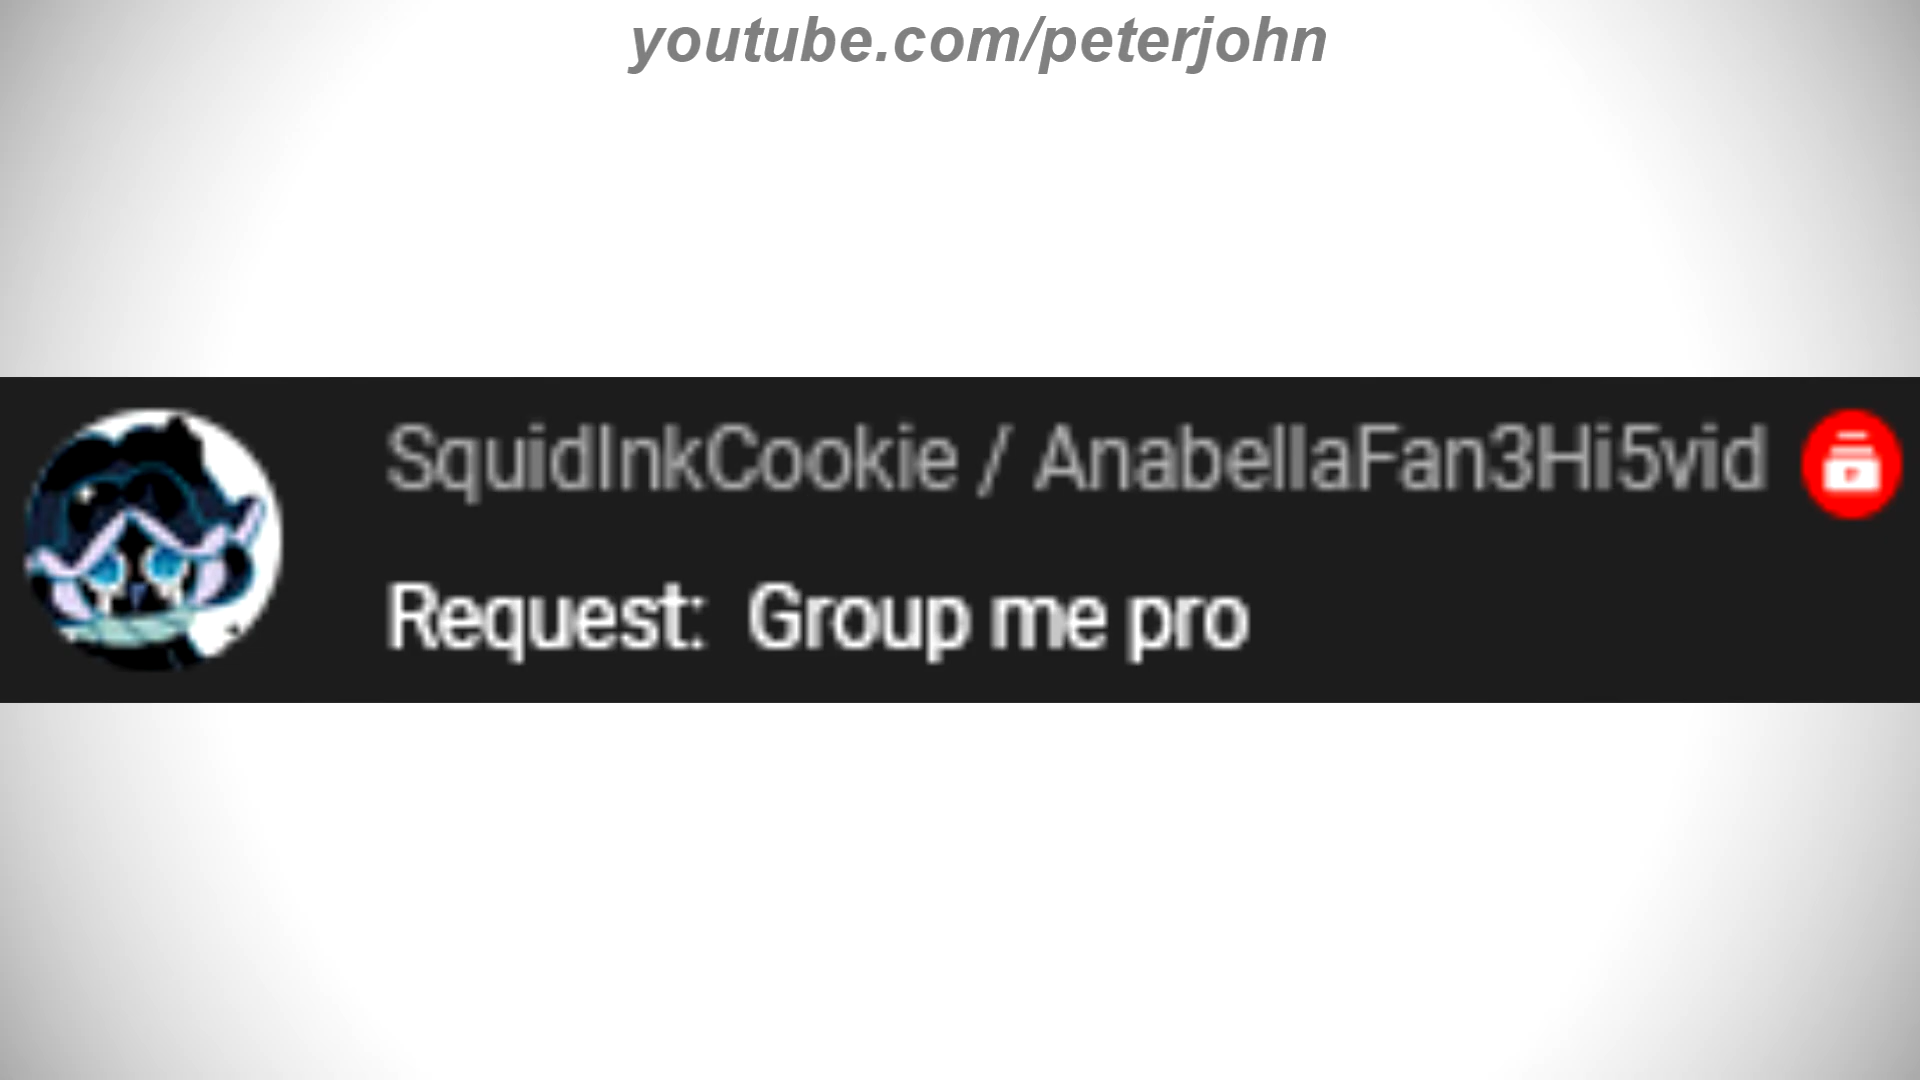 youtube.com/peterjohn
SquidInkCookie / AnabellaFan3Hi5vid
Request: Group me pro